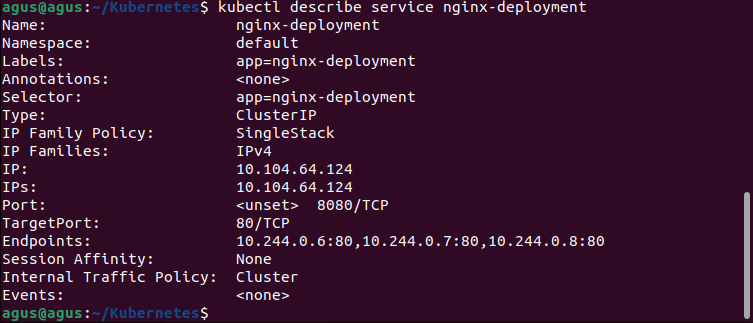 agus@agus:~/Kubernetes$ kubectl describe service nginx-deployment
Name:              nginx-deployment
Namespace:         default
Labels:            app=nginx-deployment
Annotations:       <none>
Selector:          app=nginx-deployment
Type:              ClusterIP
IP Family Policy:  SingleStack
IP Families:       IPv4
IP:                10.104.64.124
IPs:               10.104.64.124
Port:              <unset>  8080/TCP
TargetPort:        80/TCP
Endpoints:         10.244.0.6:80,10.244.0.7:80,10.244.0.8:80
Session Affinity:  None
Internal Traffic Policy:  Cluster
Events:            <none>
agus@agus:~/Kubernetes$